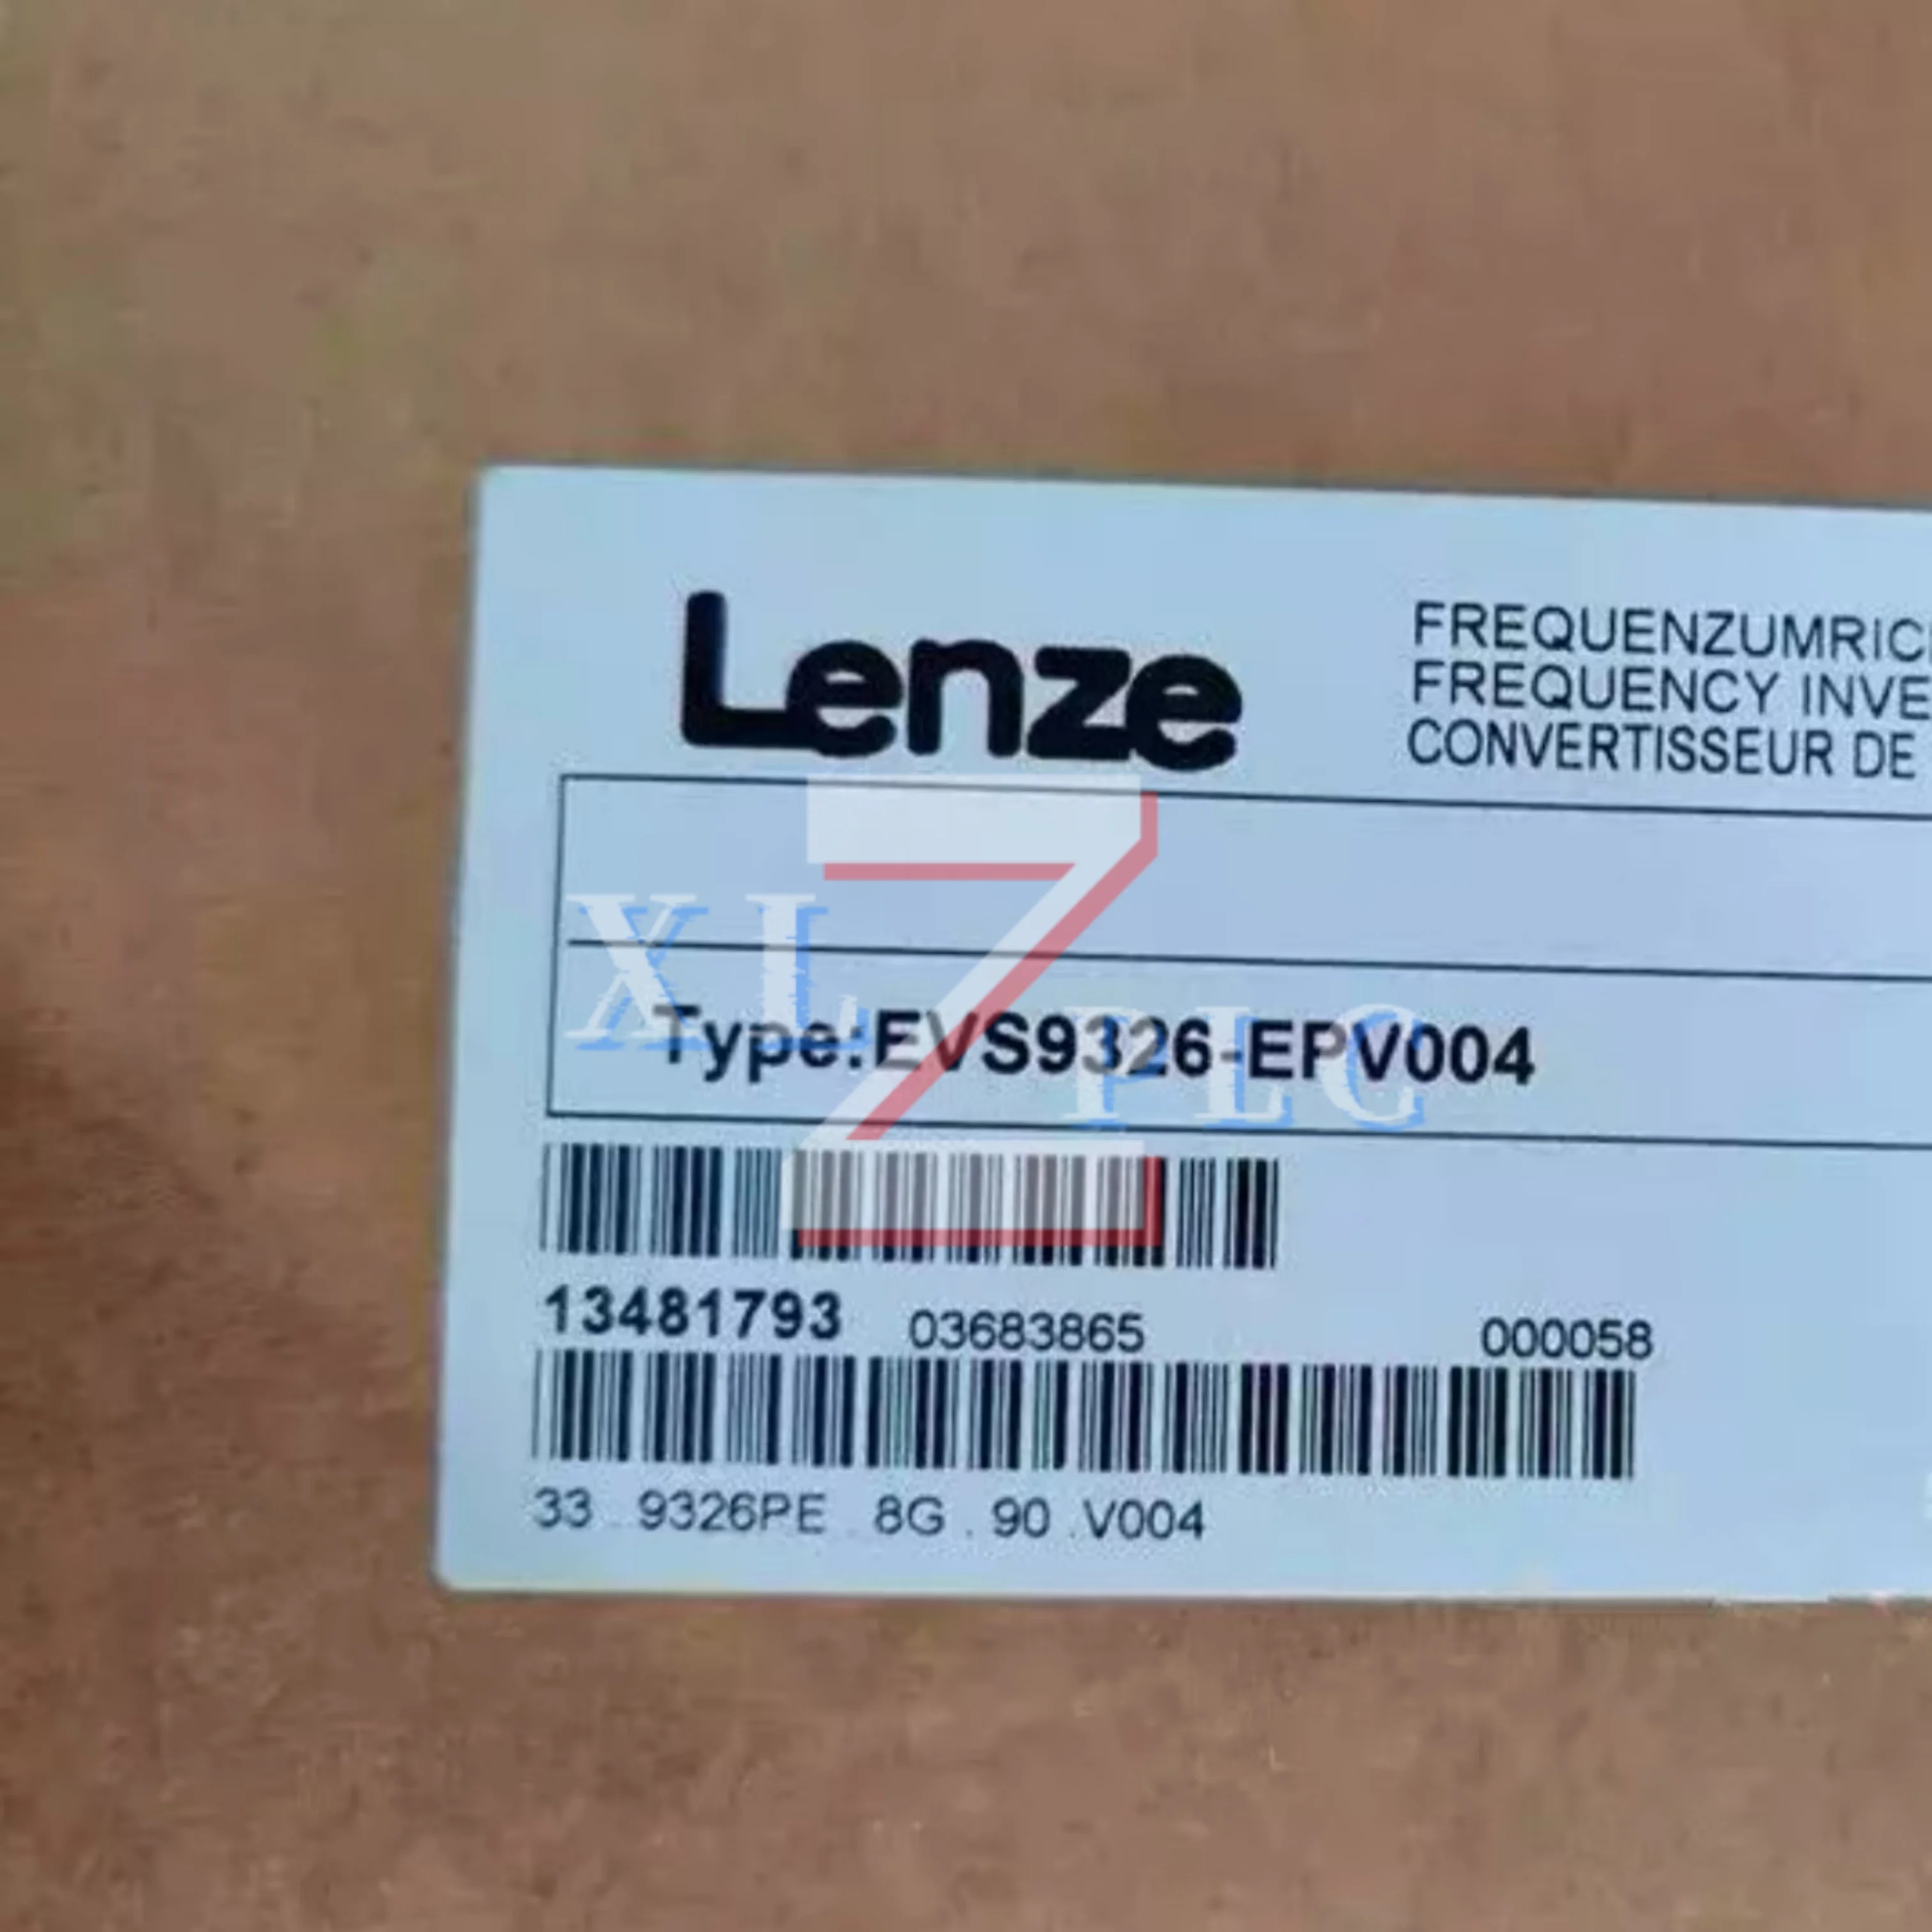 Lenze
FREQUENZUMRIC
FREQUENCY INVE
CONVERTISSEUR DE
XL Z PLC
Type:EVS9326-EPV004
13481793 03683865 000058
33 . 9326PE . 8G . 90 .V004